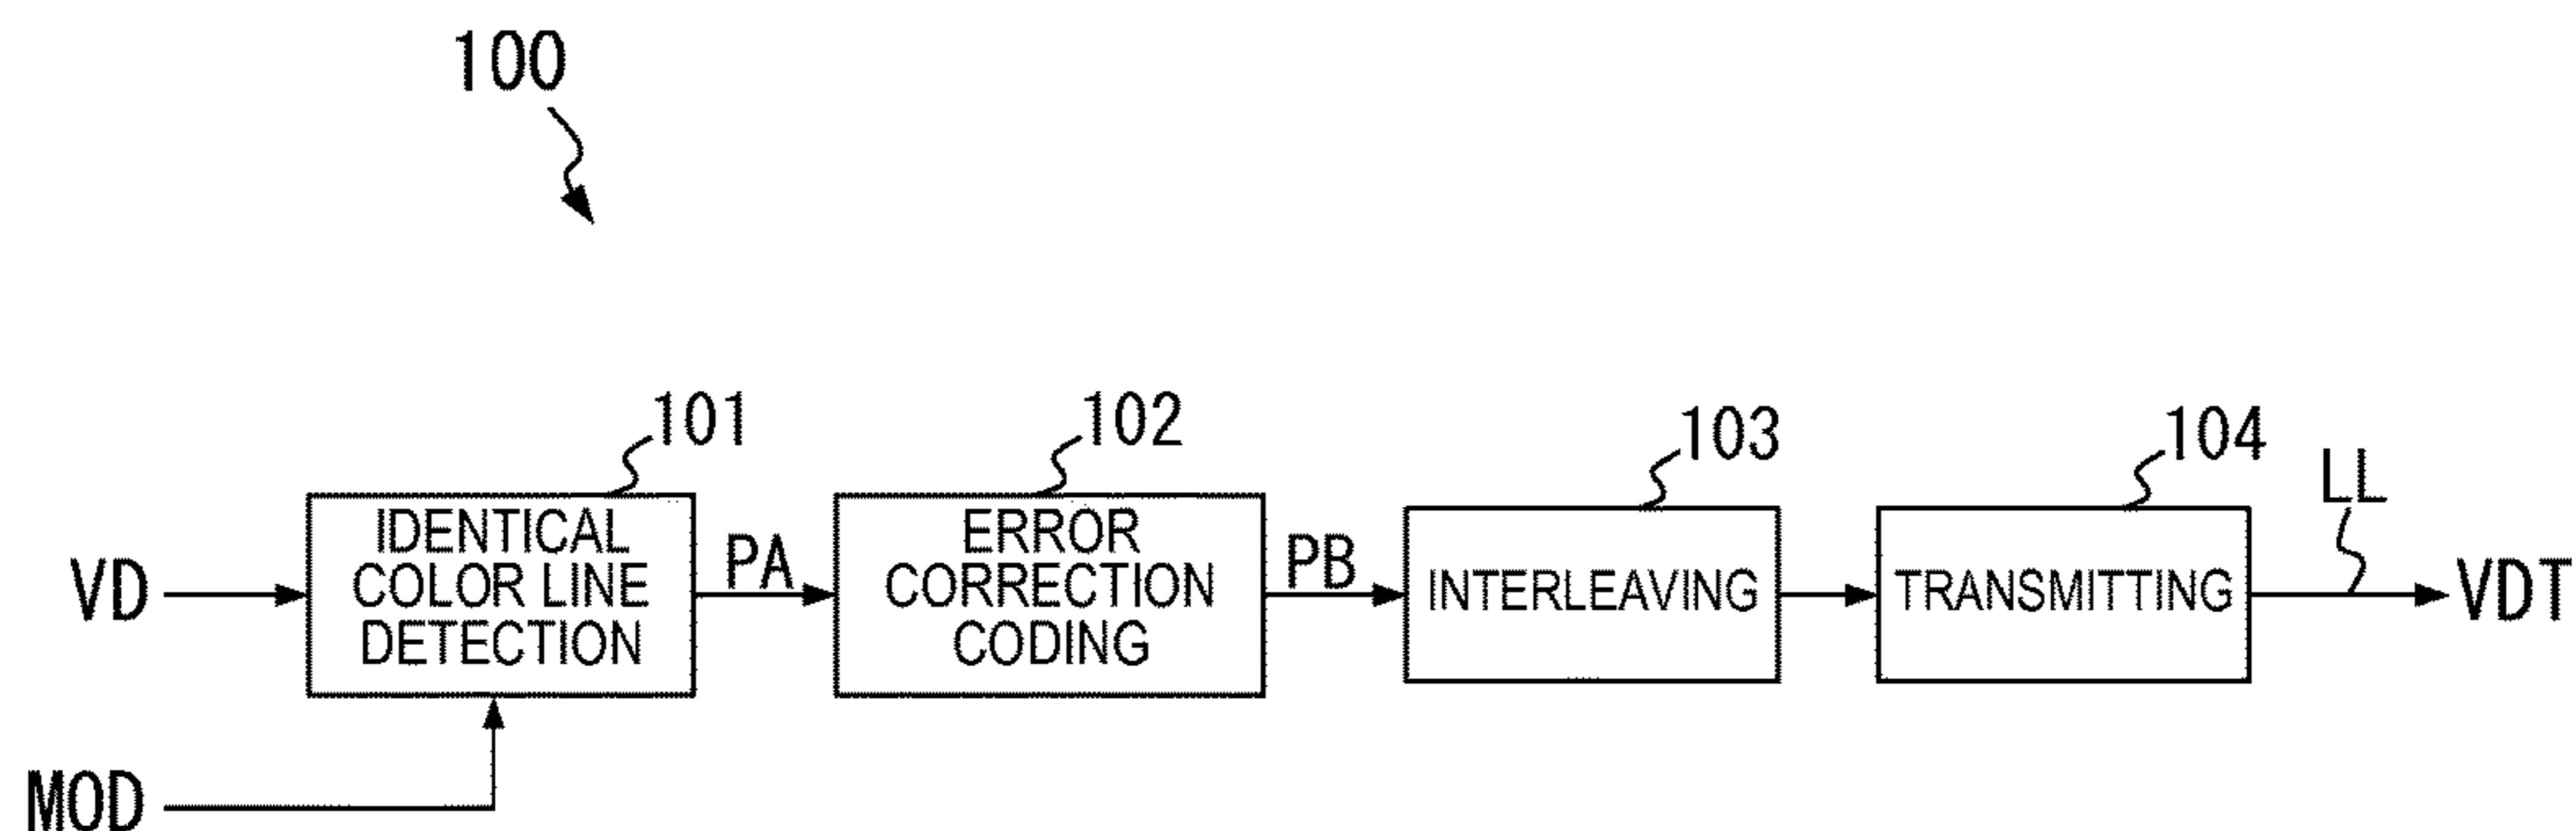 100
101
102
103
104
LL
VD
IDENTICAL
COLOR LINE
DETECTION
PA
ERROR
CORRECTION
CODING
PB
INTERLEAVING
TRANSMITTING
VDT
MOD